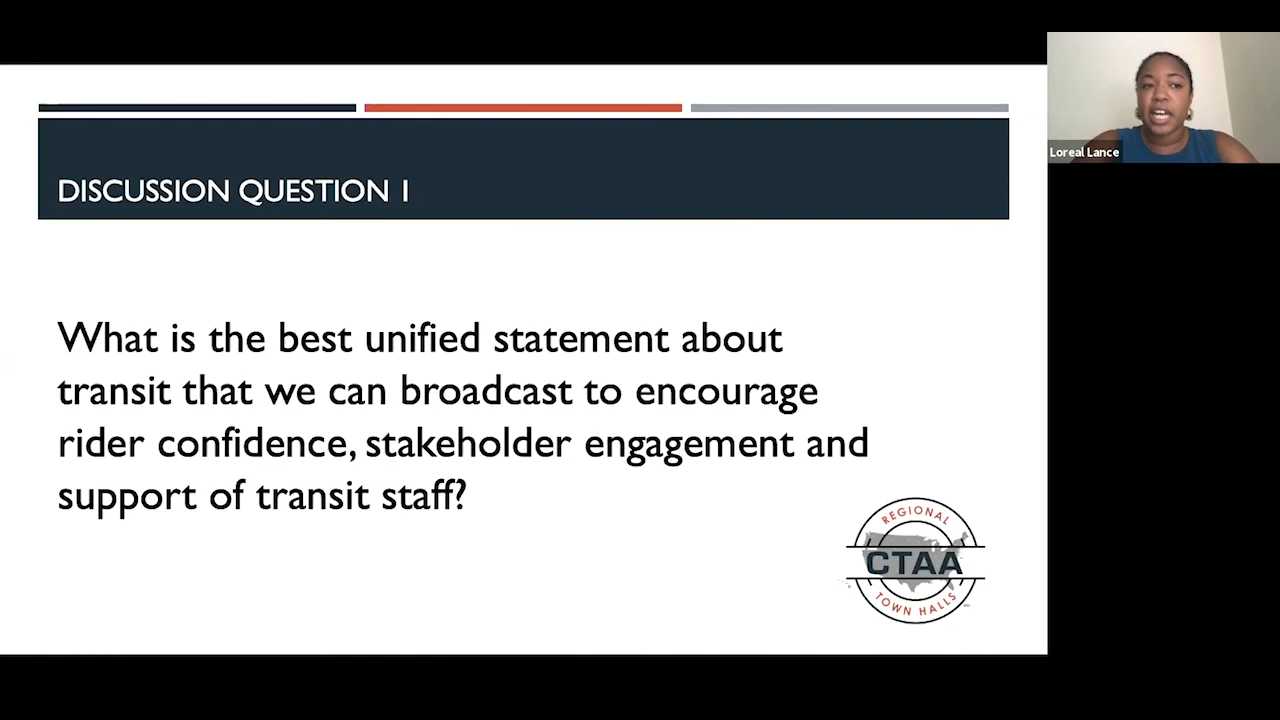 DISCUSSION QUESTION 1
What is the best unified statement about
transit that we can broadcast to encourage
rider confidence, stakeholder engagement and
support of transit staff?
REGIONAL
CTAA
TOWN HALLS
Loreal Lance